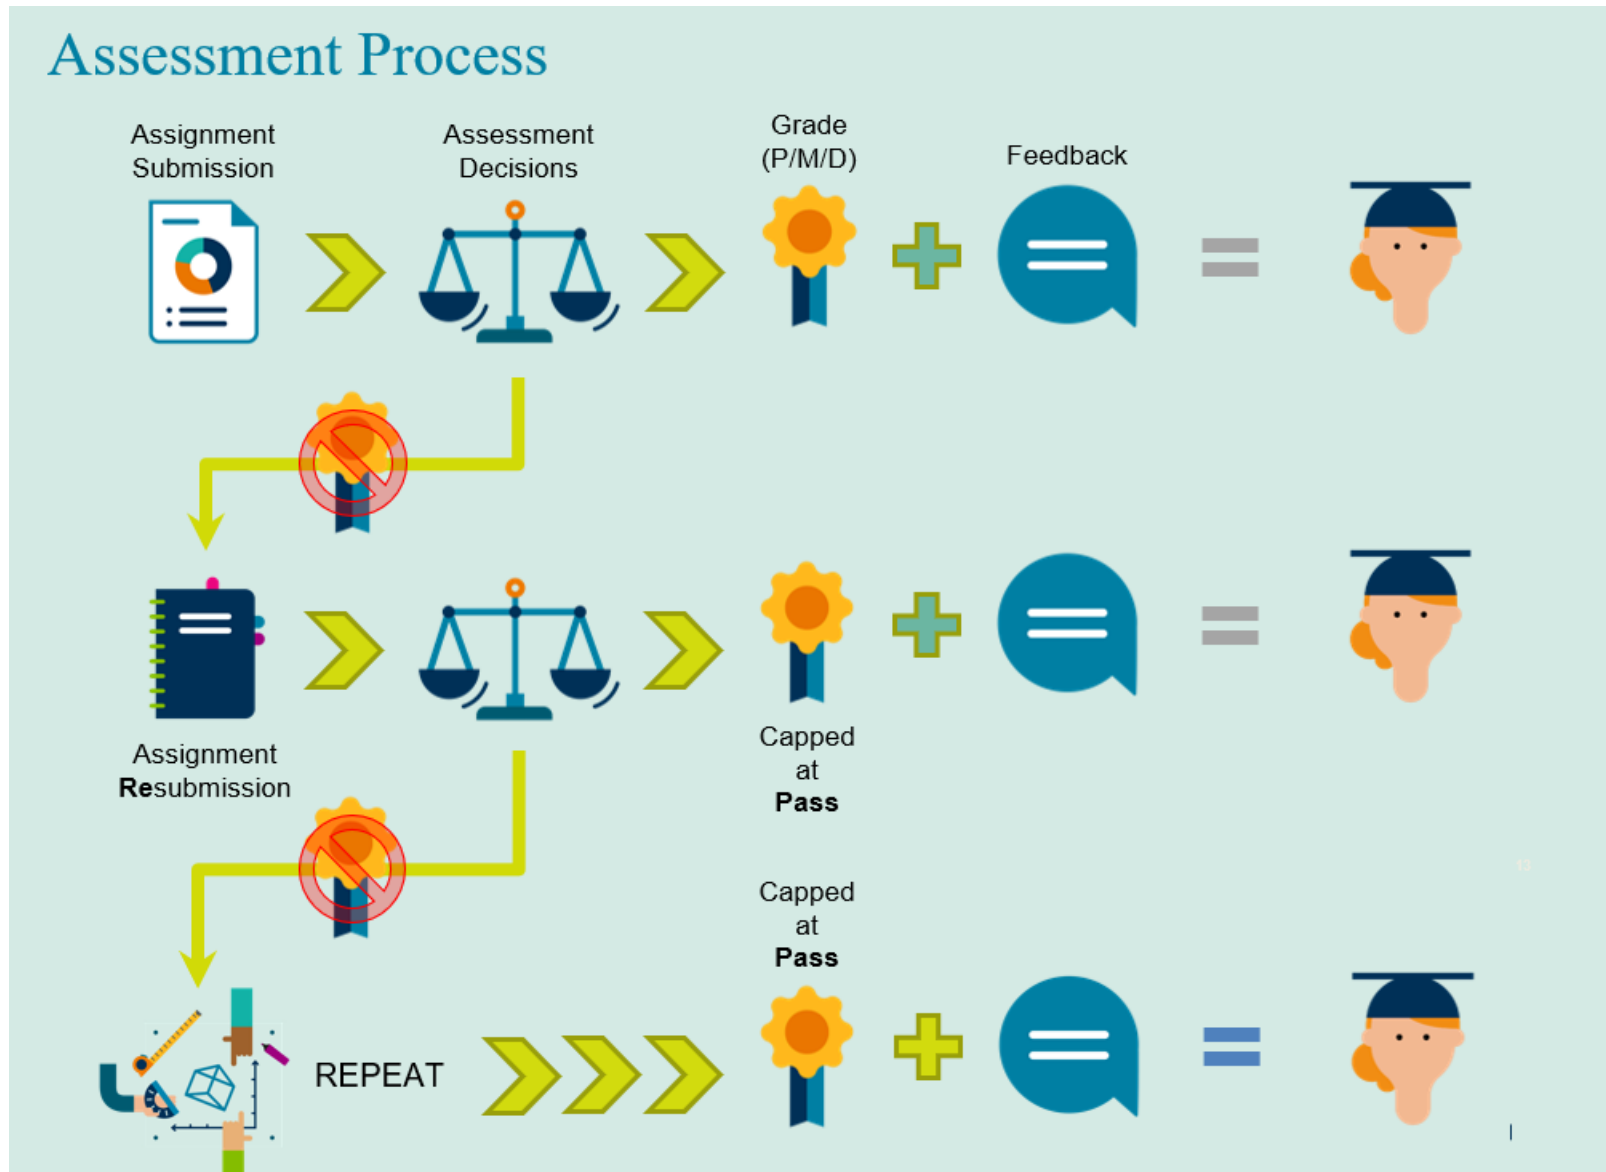 Assessment Process
Assignment
Submission
Assessment
Decisions
Grade
(P/M/D)
Feedback
Assignment
Resubmission
Capped
at
Pass
Capped
at
Pass
REPEAT